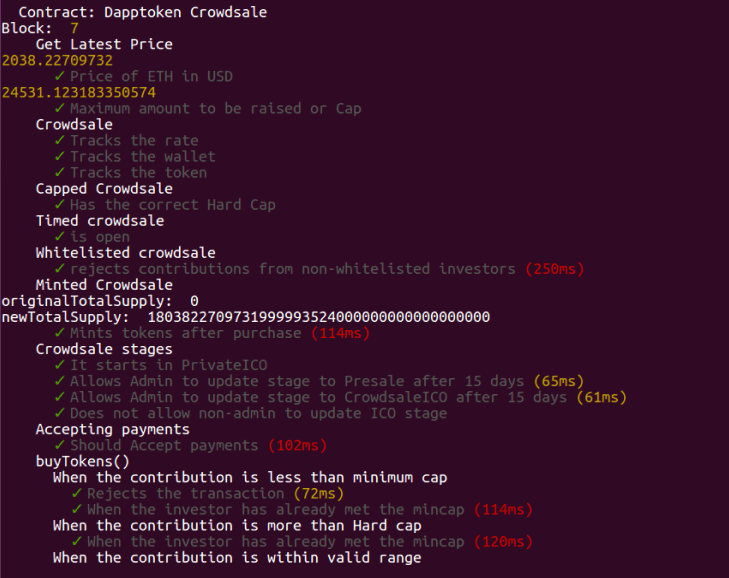 Contract: Dapptoken Crowdsale
Block:  7
Get Latest Price
2038.22709732
✓ Price of ETH in USD
24531.123183350574
✓ Maximum amount to be raised or Cap
Crowdsale
✓ Tracks the rate
✓ Tracks the wallet
✓ Tracks the token
Capped Crowdsale
✓ Has the correct Hard Cap
Timed crowdsale
✓ is open
Whitelisted crowdsale
✓ rejects contributions from non-whitelisted investors (250ms)
Minted Crowdsale
originalTotalSupply:  0
newTotalSupply:  1803822709731999993524000000000000000000
✓ Mints tokens after purchase (114ms)
Crowdsale stages
✓ It starts in PrivateICO
✓ Allows Admin to update stage to Presale after 15 days (65ms)
✓ Allows Admin to update stage to CrowdsaleICO after 15 days (61ms)
✓ Does not allow non-admin to update ICO stage
Accepting payments
✓ Should Accept payments (102ms)
buyTokens()
When the contribution is less than minimum cap
✓ Rejects the transaction (72ms)
✓ When the investor has already met the mincap (114ms)
When the contribution is more than Hard cap
✓ When the investor has already met the mincap (120ms)
When the contribution is within valid range